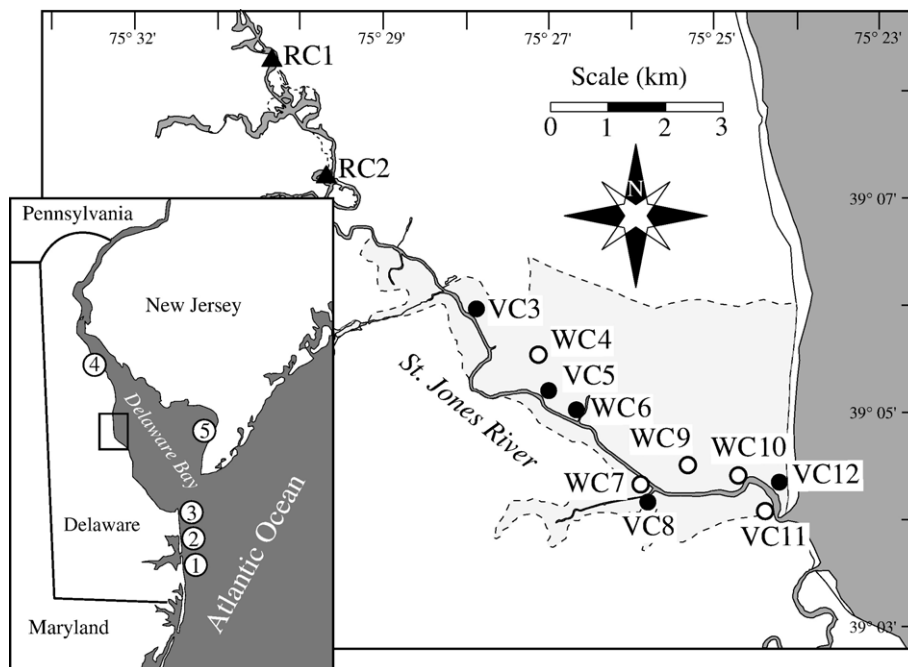 75° 32'
75° 29'
75° 27'
75° 25'
75° 23'
RC1
Scale (km)
0 1 2 3
N
RC2
39° 07'
Pennsylvania
New Jersey
VC3
WC4
VC5
WC6
4
Delaware Bay
5
St. Jones River
39° 05'
WC9
WC10
WC7
VC12
VC8
VC11
3
Delaware
2
1
Atlantic Ocean
Maryland
39° 03'